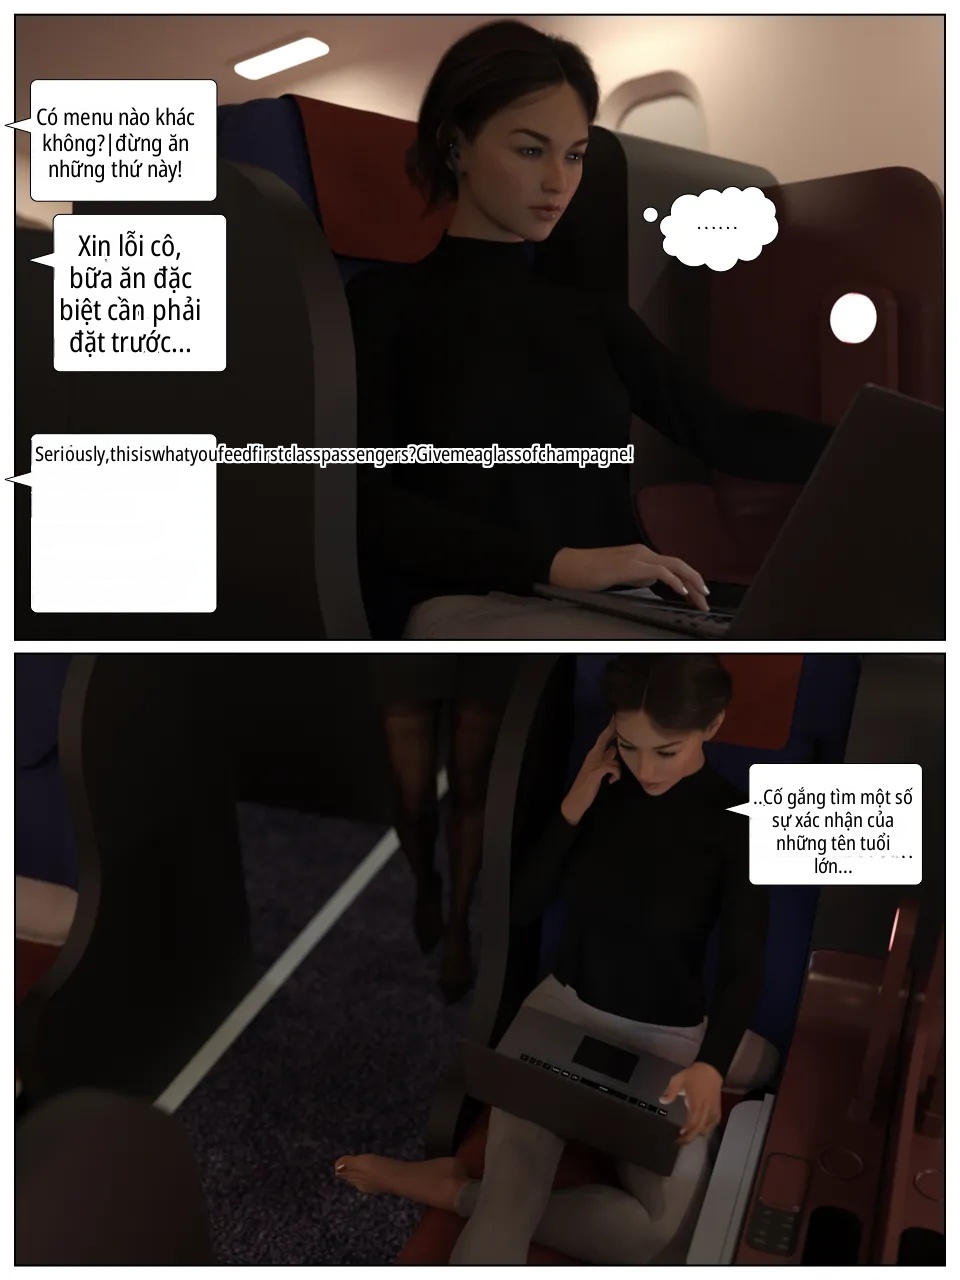 Có menu nào khác
không?|đừng ăn
những thứ này!
Xin lỗi cô,
bữa ăn đặc
biệt cần phải
đặt trước...
......
Seriously,thisiswhatyoufeedfirstclasspassengers?Givemeaglassofchampagne!
..Cố gắng tìm một số
sự xác nhận của
những tên tuổi
lớn...